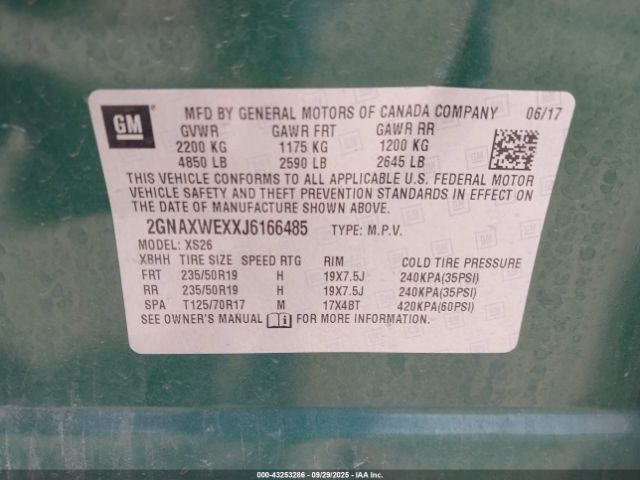 GM
MFD BY GENERAL MOTORS OF CANADA COMPANY 06/17
GVWR GAWR FRT GAWR RR
2200 KG 1175 KG 1200 KG
4850 LB 2590 LB 2645 LB
THIS VEHICLE CONFORMS TO ALL APPLICABLE U.S. FEDERAL MOTOR
VEHICLE SAFETY AND THEFT PREVENTION STANDARDS IN EFFECT ON
THE DATE OF MANUFACTURE SHOWN ABOVE.
2GNAXWEXXJ6166485 TYPE: M.P.V.
MODEL: XS26
XBHH TIRE SIZE SPEED RTG RIM COLD TIRE PRESSURE
FRT 235/50R19 H 19X7.5J 240KPA(35PSI)
RR 235/50R19 H 19X7.5J 240KPA(35PSI)
SPA T125/70R17 M 17X4BT 420KPA(60PSI)
SEE OWNER'S MANUAL FOR MORE INFORMATION.
000-43253286 - 09/29/2025 - IAA, Inc.